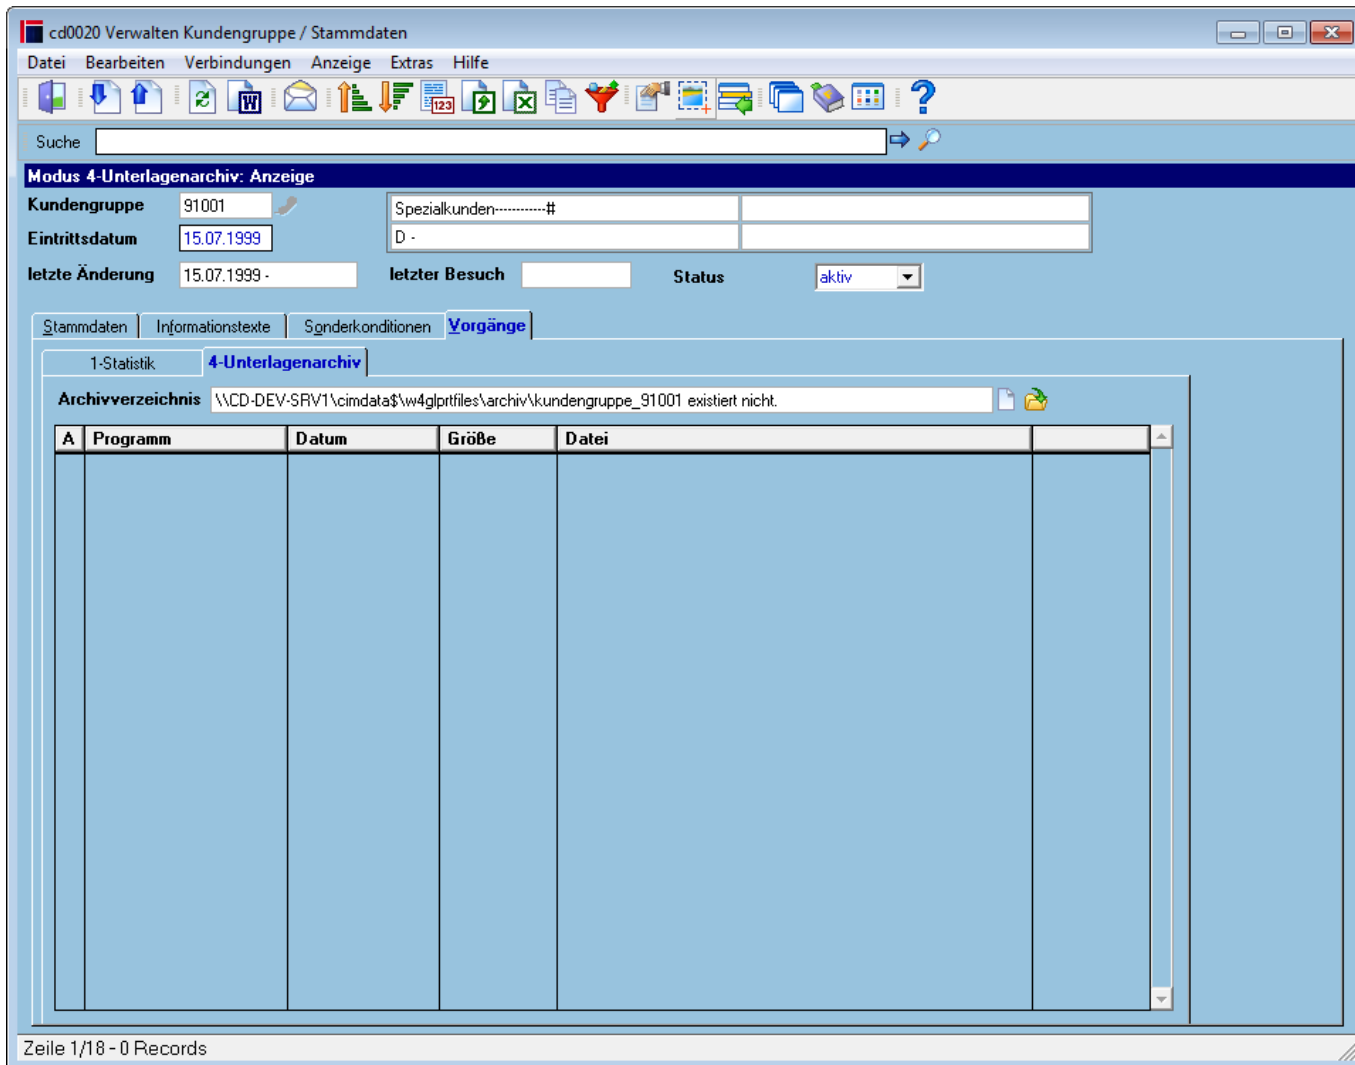 cd0020 Verwalten Kundengruppe / Stammdaten
Datei Bearbeiten Verbindungen Anzeige Extras Hilfe
W 123 ?
Suche
Modus 4-Unterlagenarchiv: Anzeige
Kundengruppe 91001 Spezialkunden------------#
Eintrittsdatum 15.07.1999 D -
letzte Änderung 15.07.1999 - letzter Besuch Status aktiv
Stammdaten Informationstexte Sonderkonditionen Vorgänge
1-Statistik 4-Unterlagenarchiv
Archivverzeichnis \\CD-DEV-SRV1\cimdata$\w4glprtfiles\archiv\kundengruppe_91001 existiert nicht.
A Programm Datum Größe Datei
Zeile 1/18 - 0 Records